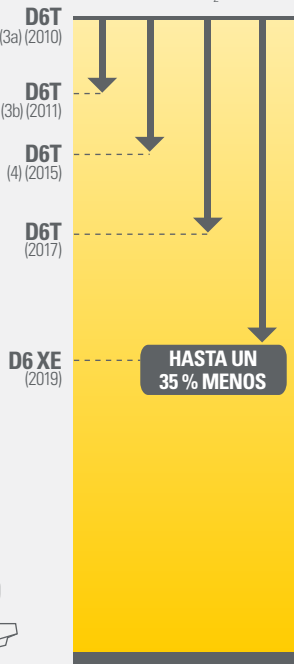 D6T
(3a) (2010)
D6T
(3b) (2011)
D6T
(4) (2015)
D6T
(2017)
D6 XE
(2019)
HASTA UN
35 % MENOS